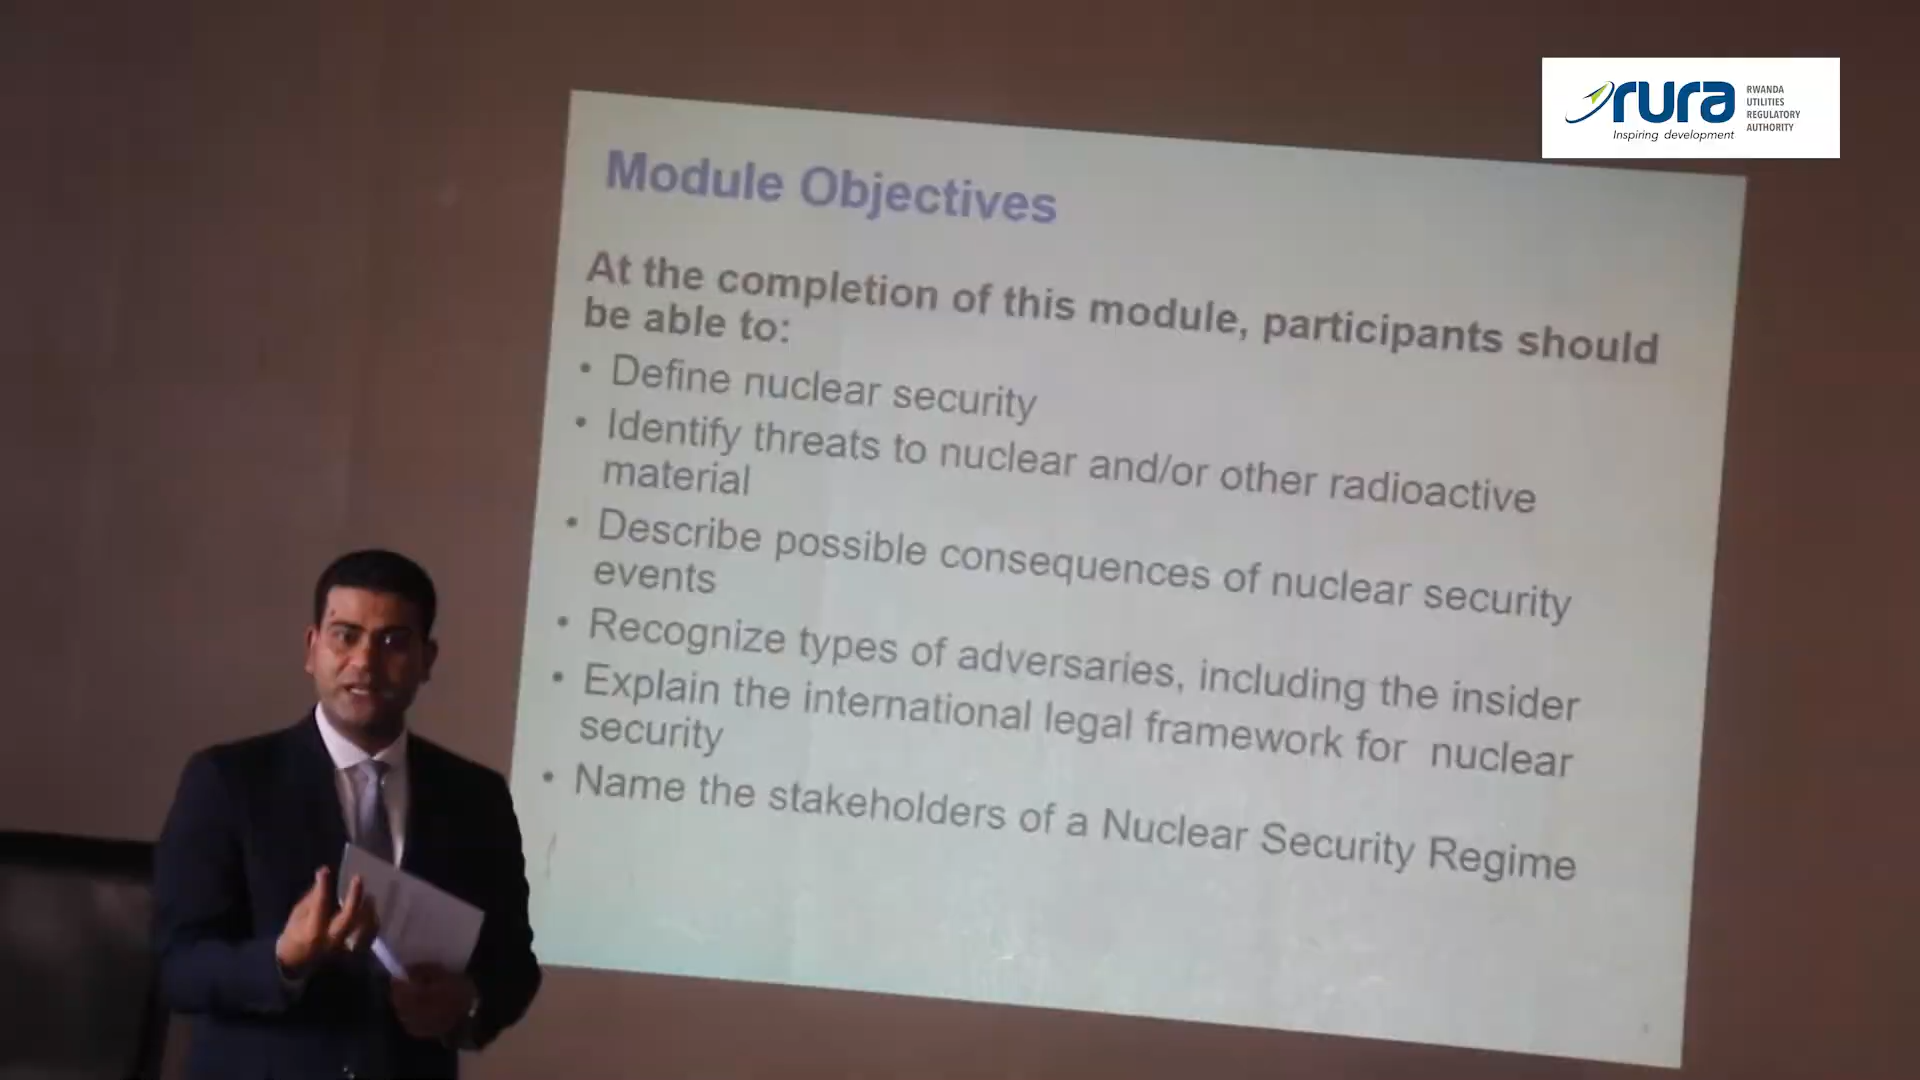 rura
Inspiring development
RWANDA
UTILITIES
REGULATORY
AUTHORITY
Module Objectives
At the completion of this module, participants should
be able to:
• Define nuclear security
• Identify threats to nuclear and/or other radioactive
material
• Describe possible consequences of nuclear security
events
• Recognize types of adversaries, including the insider
• Explain the international legal framework for nuclear
security
• Name the stakeholders of a Nuclear Security Regime